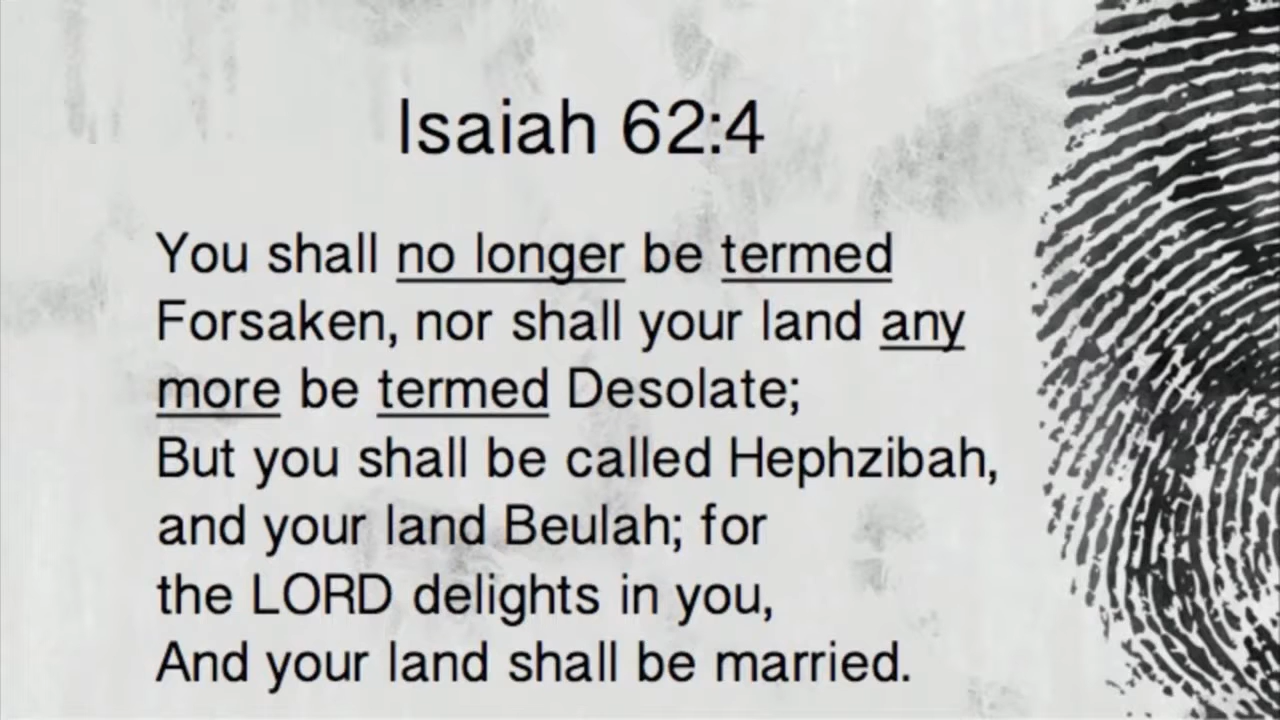 Isaiah 62:4
You shall no longer be termed
Forsaken, nor shall your land any
more be termed Desolate;
But you shall be called Hephzibah,
and your land Beulah; for
the LORD delights in you,
And your land shall be married.